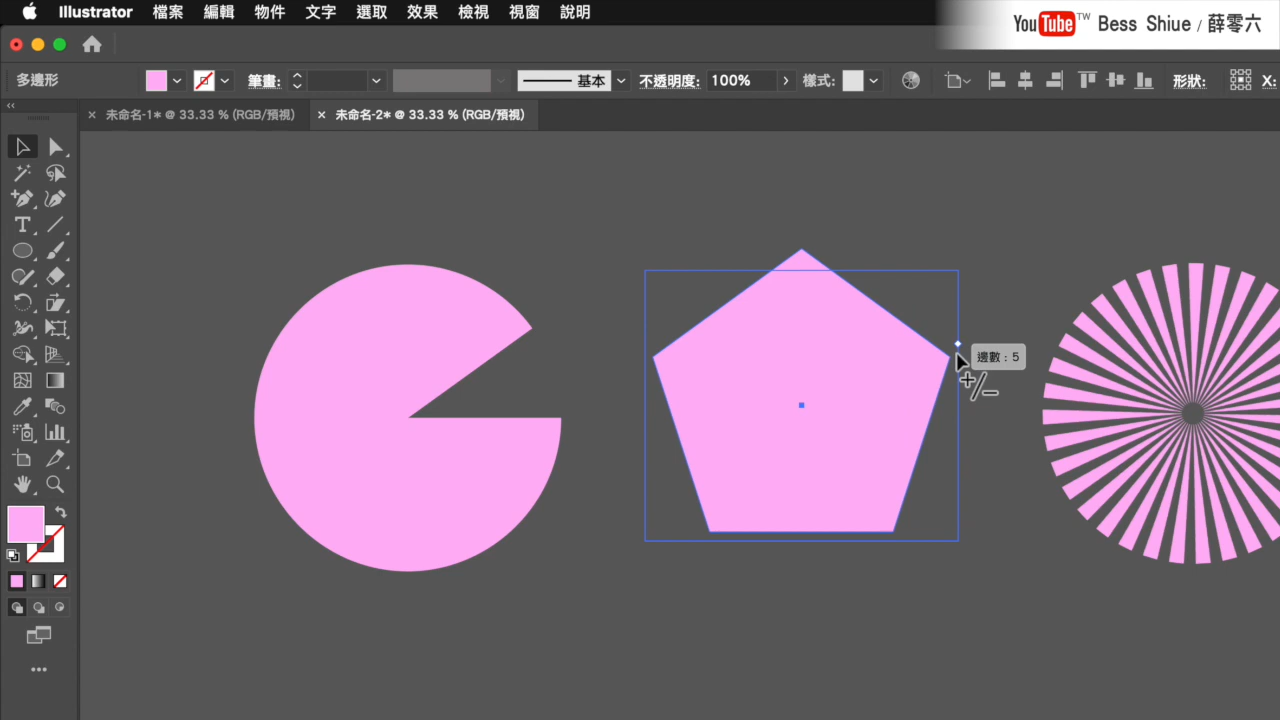 Illustrator 檔案 編輯 物件 文字 選取 效果 檢視 視窗 說明
YouTube TW Bess Shiue / 薛零六
多邊形 筆畫: 基本 不透明度: 100% 樣式: 形狀: X:
未命名-1* @ 33.33 % (RGB/預視) 未命名-2* @ 33.33 % (RGB/預視)
邊數 : 5